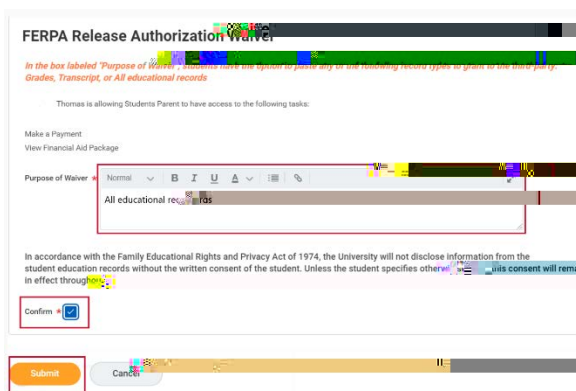 FERPA Release Authorization Waiver
In the box labeled "Purpose of Waiver", students have the option to paste any of the following record types to grant to the third-party.
Grades, Transcript, or All educational records
Thomas is allowing Students Parent to have access to the following tasks:
Make a Payment
View Financial Aid Package
Purpose of Waiver *
Normal B I U A
All educational
In accordance with the Family Educational Rights and Privacy Act of 1974, the University will not disclose information from the
student education records without the written consent of the student. Unless the student specifies this consent will
in effect
Confirm *
Submit Cancel